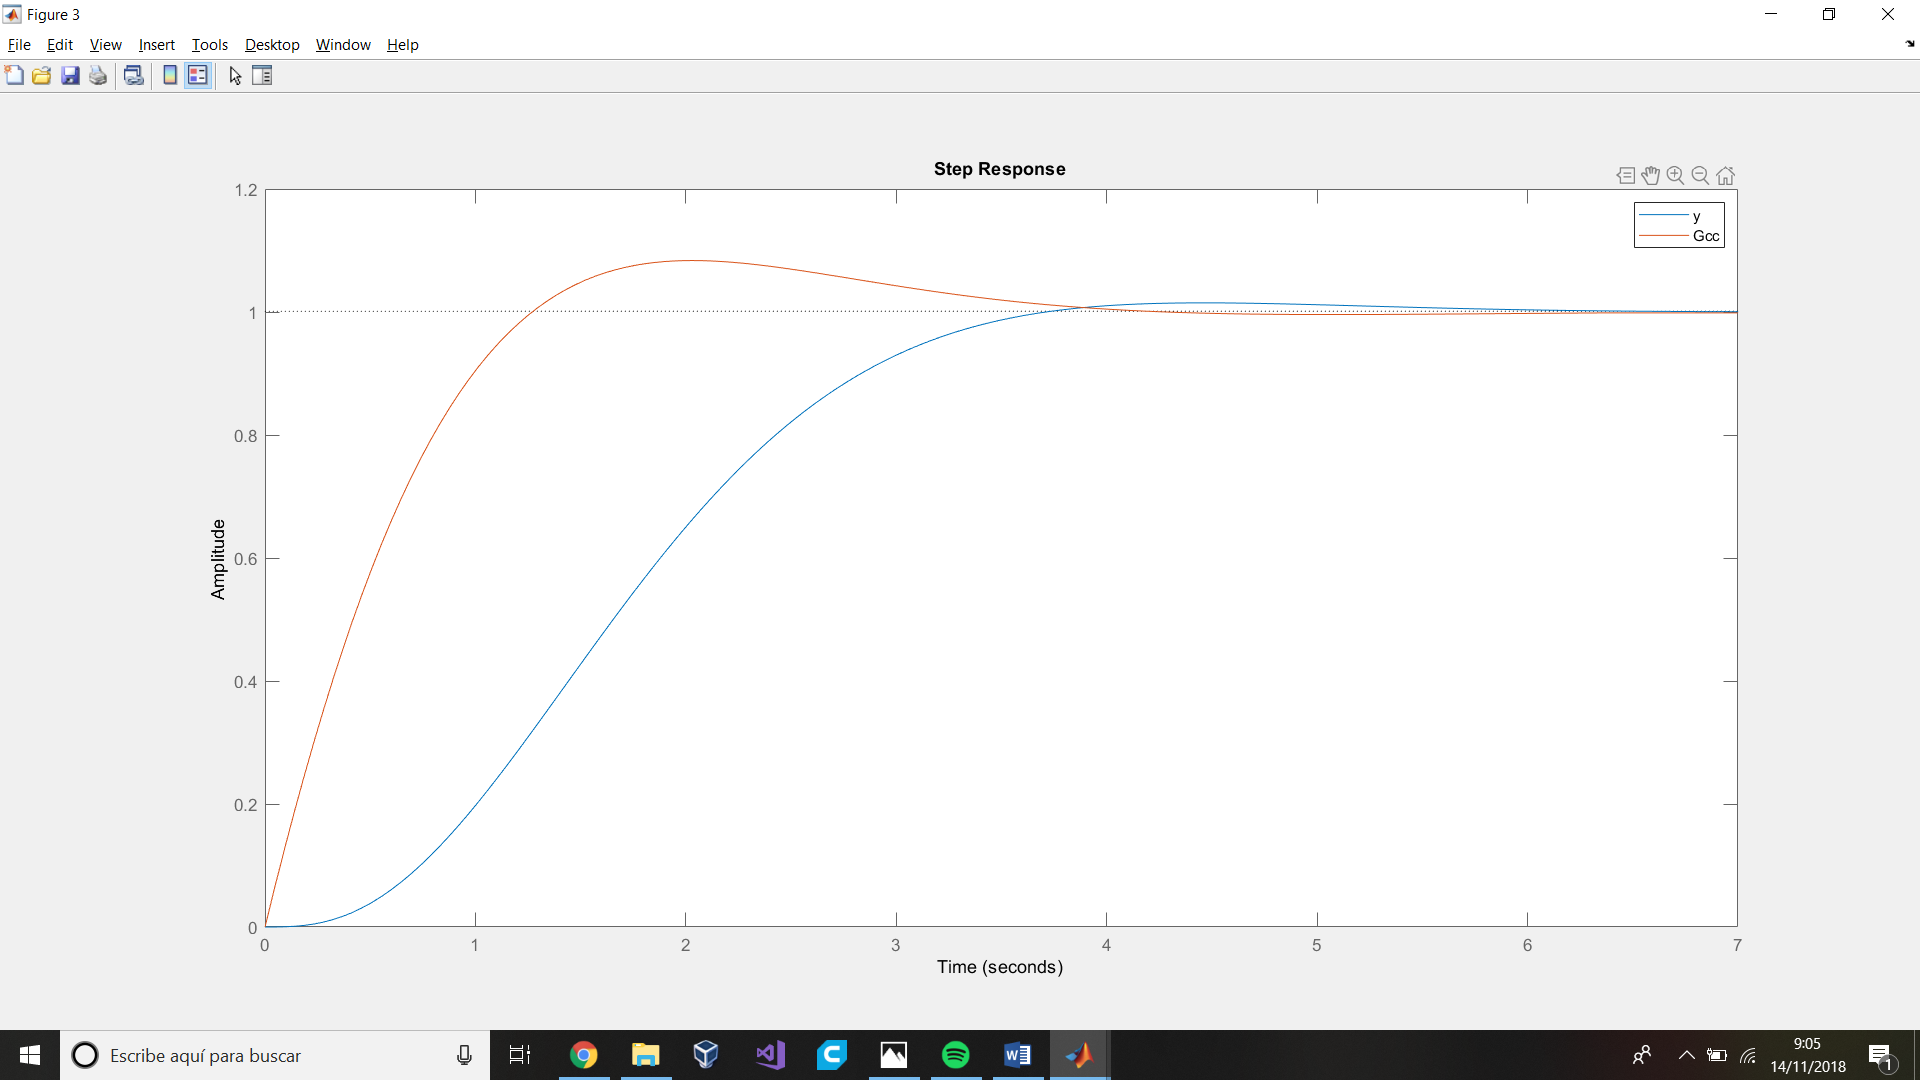 Figure 3
File Edit View Insert Tools Desktop Window Help
Step Response
1.2
1
0.8
0.6
0.4
0.2
0
Amplitude
y
Gcc
0 1 2 3 4 5 6 7
Time (seconds)
Escribe aquí para buscar
9:05
14/11/2018
1